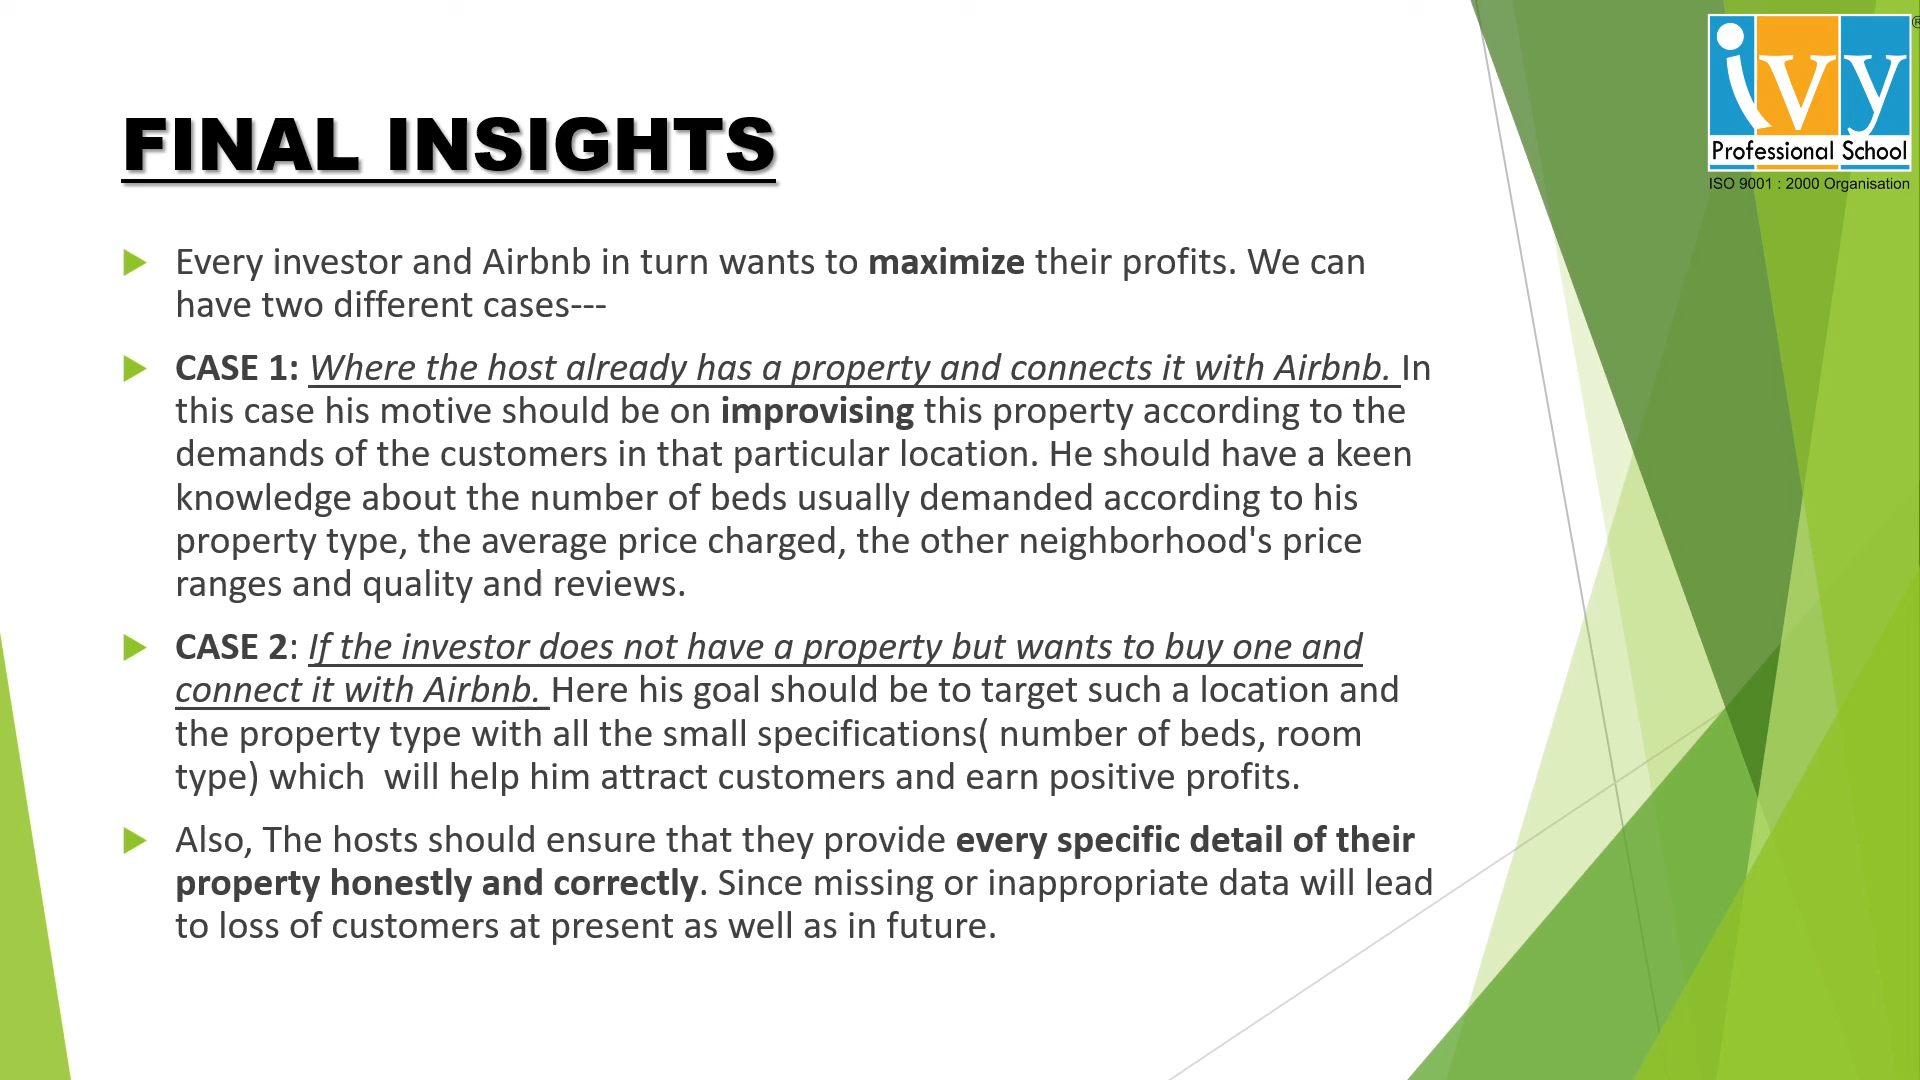 ivy
®
Professional School
ISO 9001 : 2000 Organisation
FINAL INSIGHTS
Every investor and Airbnb in turn wants to maximize their profits. We can
have two different cases---
CASE 1: Where the host already has a property and connects it with Airbnb. In
this case his motive should be on improvising this property according to the
demands of the customers in that particular location. He should have a keen
knowledge about the number of beds usually demanded according to his
property type, the average price charged, the other neighborhood's price
ranges and quality and reviews.
CASE 2: If the investor does not have a property but wants to buy one and
connect it with Airbnb. Here his goal should be to target such a location and
the property type with all the small specifications( number of beds, room
type) which  will help him attract customers and earn positive profits.
Also, The hosts should ensure that they provide every specific detail of their
property honestly and correctly. Since missing or inappropriate data will lead
to loss of customers at present as well as in future.